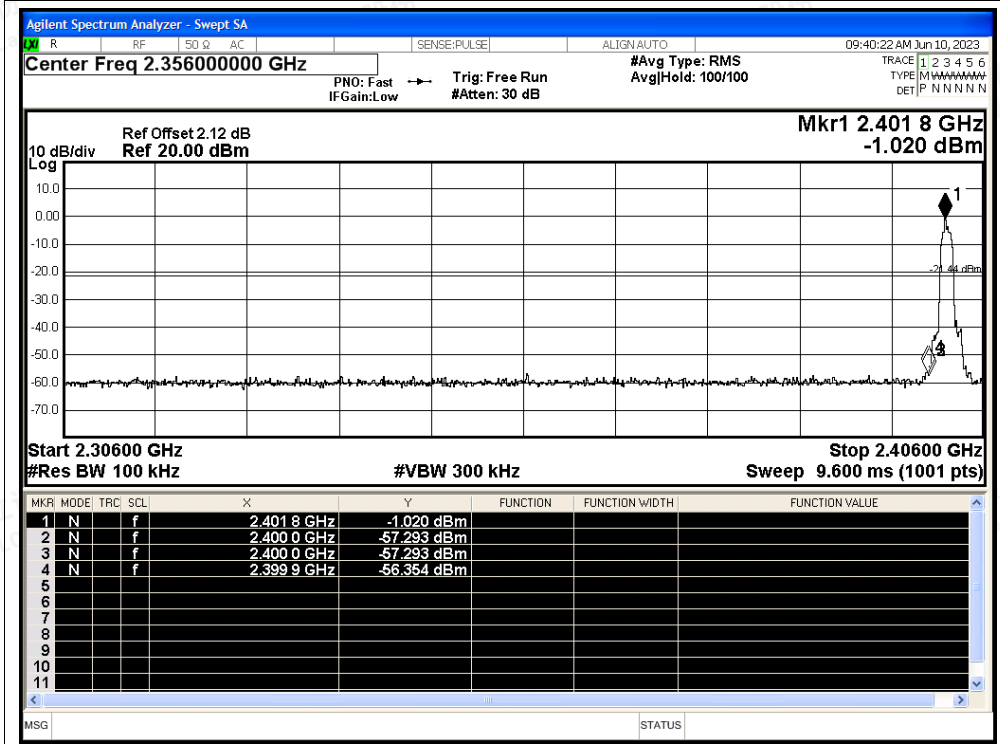 Agilent Spectrum Analyzer - Swept SA
LXI R RF 50 Ω AC SENSE:PULSE ALIGN AUTO 09:40:22 AM Jun 10, 2023
Center Freq 2.356000000 GHz
PNO: Fast
IFGain:Low
Trig: Free Run
#Atten: 30 dB
#Avg Type: RMS
Avg|Hold: 100/100
TRACE 1 2 3 4 5 6
TYPE M
DET P N N N N N
Ref Offset 2.12 dB
10 dB/div Ref 20.00 dBm
Log
Mkr1 2.401 8 GHz
-1.020 dBm
10.0
0.00
-10.0
-20.0
-30.0
-40.0
-50.0
-60.0
-70.0
1
-21.44 dBm
Start 2.30600 GHz Stop 2.40600 GHz
#Res BW 100 kHz #VBW 300 kHz Sweep 9.600 ms (1001 pts)
MKR MODE TRC SCL X Y FUNCTION FUNCTION WIDTH FUNCTION VALUE
1 N f 2.401 8 GHz -1.020 dBm
2 N f 2.400 0 GHz -57.293 dBm
3 N f 2.400 0 GHz -57.293 dBm
4 N f 2.399 9 GHz -56.354 dBm
5
6
7
8
9
10
11
MSG STATUS